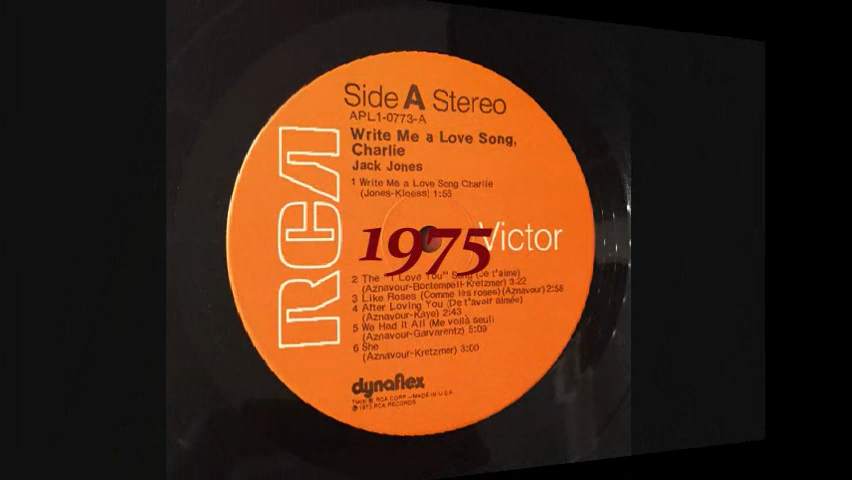 Side A Stereo
APL1-0773-A
Write Me a Love Song,
Charlie
Jack Jones
1 Write Me a Love Song Charlie
(Jones-Kloess) 1:58
RCA
Victor
1975
2 The "I Love You" Song (Je t'aime)
(Aznavour-Bontempelli-Kretzmer) 3:22
3 Like Roses (Comme les roses) (Aznavour) 2:58
4 After Loving You (De t'avoir aimée)
(Aznavour-Kaye) 2:43
5 We Had It All (Me voilà seul)
(Aznavour-Garvarentz) 5:09
6 She
(Aznavour-Kretzmer) 3:00
dynaflex
RCA CORP.-MADE IN U.S.A.
RCA RECORDS